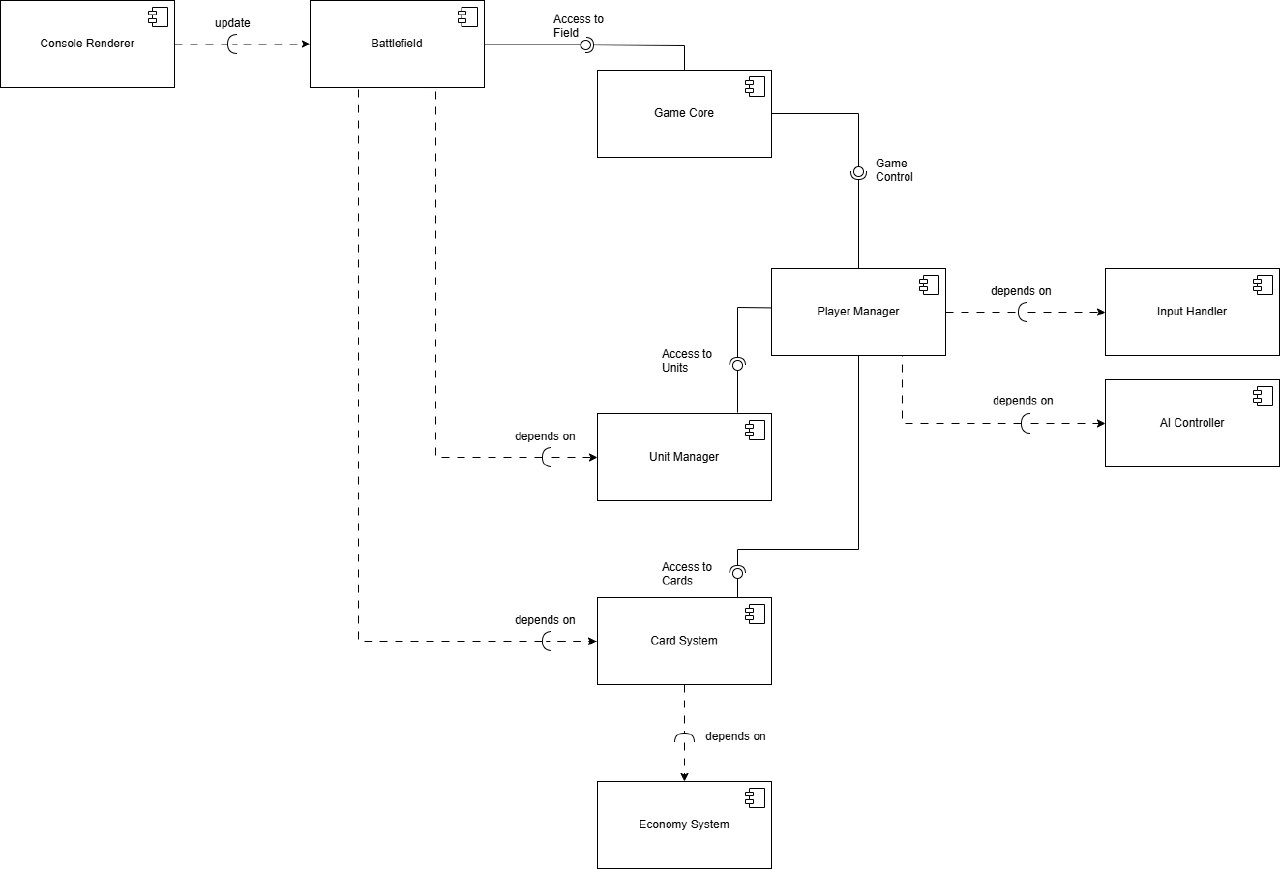 update
Access to
Field
Console Renderer
Battlefield
Game Core
Game
Control
depends on
Player Manager
Input Handler
Access to
Units
depends on
AI Controller
depends on
Unit Manager
Access to
Cards
depends on
Card System
depends on
Economy System